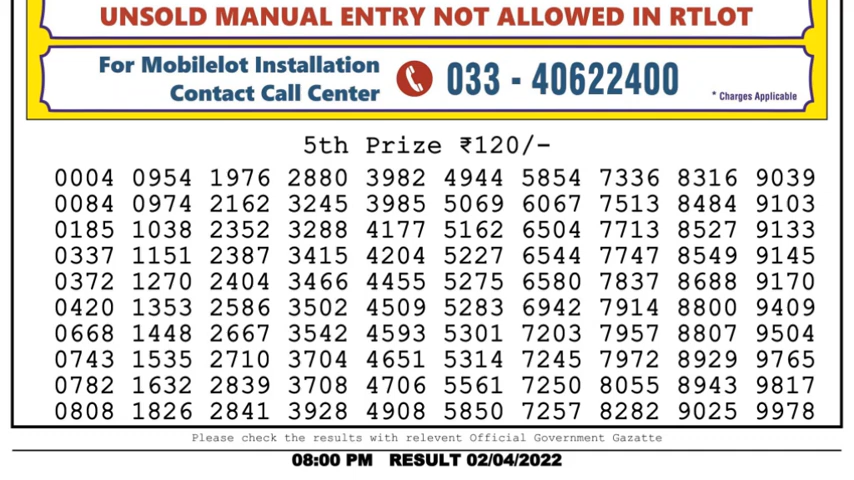 UNSOLD MANUAL ENTRY NOT ALLOWED IN RTLOT
For Mobilelot Installation
Contact Call Center
033 - 40622400
* Charges Applicable
5th Prize ₹120/-
0004 0954 1976 2880 3982 4944 5854 7336 8316 9039
0084 0974 2162 3245 3985 5069 6067 7513 8484 9103
0185 1038 2352 3288 4177 5162 6504 7713 8527 9133
0337 1151 2387 3415 4204 5227 6544 7747 8549 9145
0372 1270 2404 3466 4455 5275 6580 7837 8688 9170
0420 1353 2586 3502 4509 5283 6942 7914 8800 9409
0668 1448 2667 3542 4593 5301 7203 7957 8807 9504
0743 1535 2710 3704 4651 5314 7245 7972 8929 9765
0782 1632 2839 3708 4706 5561 7250 8055 8943 9817
0808 1826 2841 3928 4908 5850 7257 8282 9025 9978
Please check the results with relevent Official Government Gazatte
08:00 PM RESULT 02/04/2022